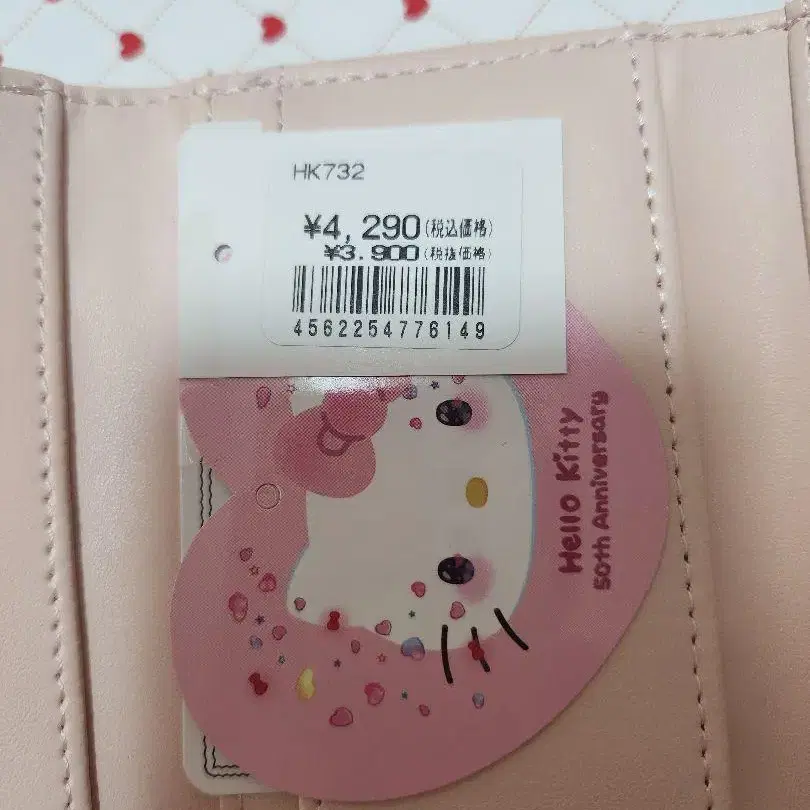 HK732
¥4,290(税込価格)
¥3.900(税抜価格)
4562254776149
Hello Kitty
50th Anniversary